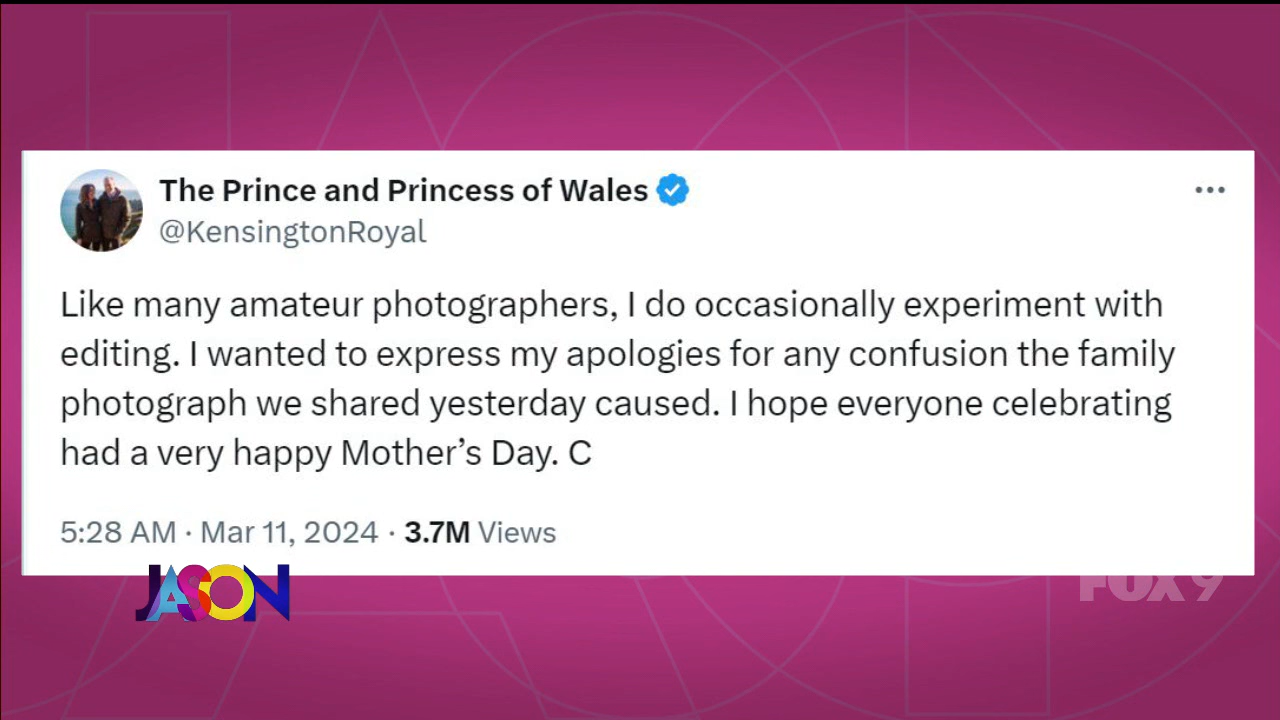 The Prince and Princess of Wales
@KensingtonRoyal
Like many amateur photographers, I do occasionally experiment with
editing. I wanted to express my apologies for any confusion the family
photograph we shared yesterday caused. I hope everyone celebrating
had a very happy Mother’s Day. C
5:28 AM · Mar 11, 2024 · 3.7M Views
JASON
FOX 9